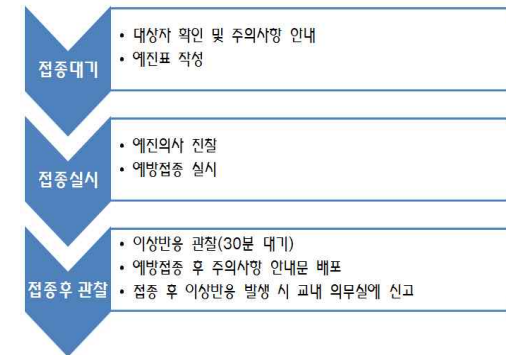 접종대기
• 대상자 확인 및 주의사항 안내
• 예진표 작성
접종실시
• 예진의사 진찰
• 예방접종 실시
접종후 관찰
• 이상반응 관찰(30분 대기)
• 예방접종 후 주의사항 안내문 배포
• 접종 후 이상반응 발생 시 교내 의무실에 신고